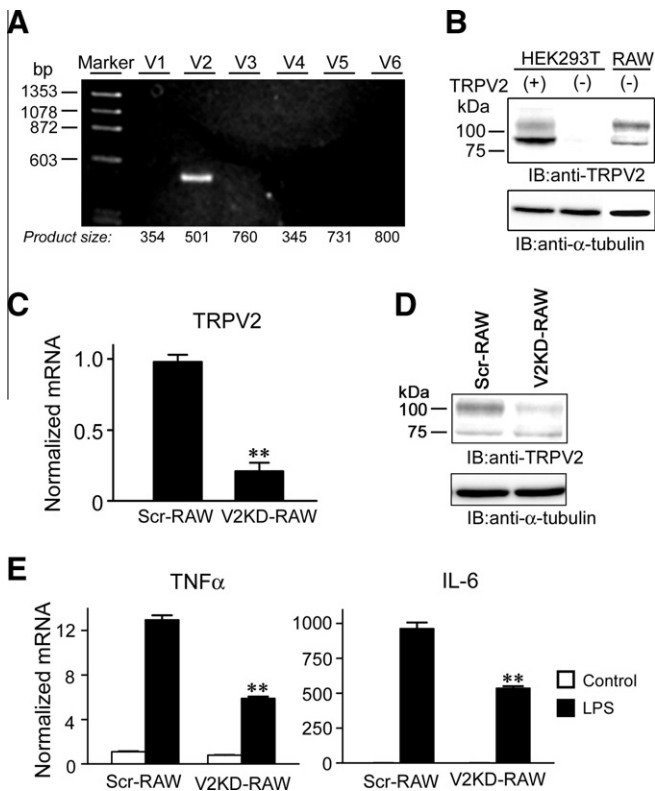 A
Marker V1 V2 V3 V4 V5 V6
bp
1353
1078
872
603
Product size: 354 501 760 345 731 800
B
HEK293T RAW
TRPV2 (+) (-) (-)
kDa
100
75
IB:anti-TRPV2
IB:anti-α-tubulin
C
TRPV2
Normalized mRNA
1.0
0.5
0
**
Scr-RAW V2KD-RAW
D
Scr-RAW
V2KD-RAW
kDa
100
75
IB:anti-TRPV2
IB:anti-α-tubulin
E
TNFα
Normalized mRNA
12
8
4
0
**
Scr-RAW V2KD-RAW
IL-6
1000
750
500
250
0
**
Scr-RAW V2KD-RAW
Control
LPS